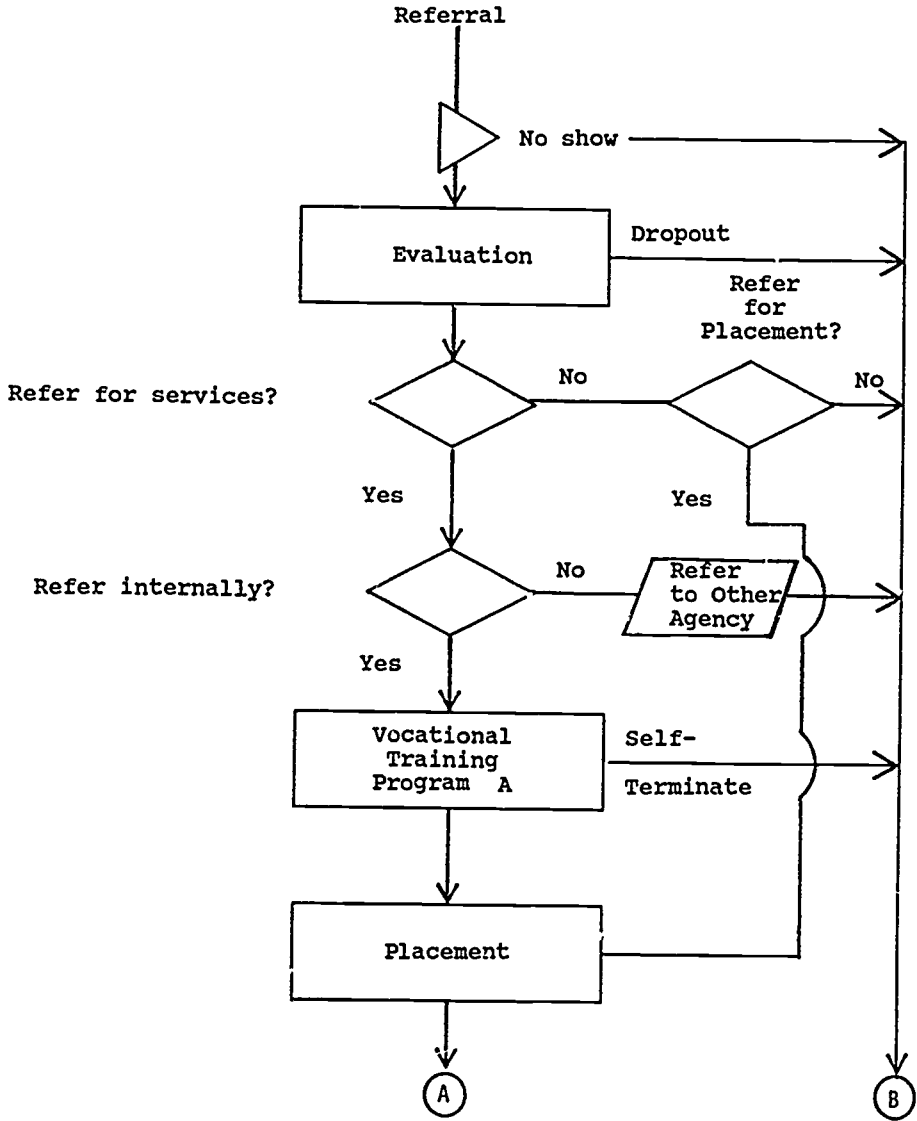 Referral
No show
Evaluation
Dropout
Refer
for
Placement?
Refer for services?
No
No
Yes
Yes
Refer internally?
No
Refer
to Other
Agency
Yes
Vocational
Training
Program A
Self-
Terminate
Placement
A
B